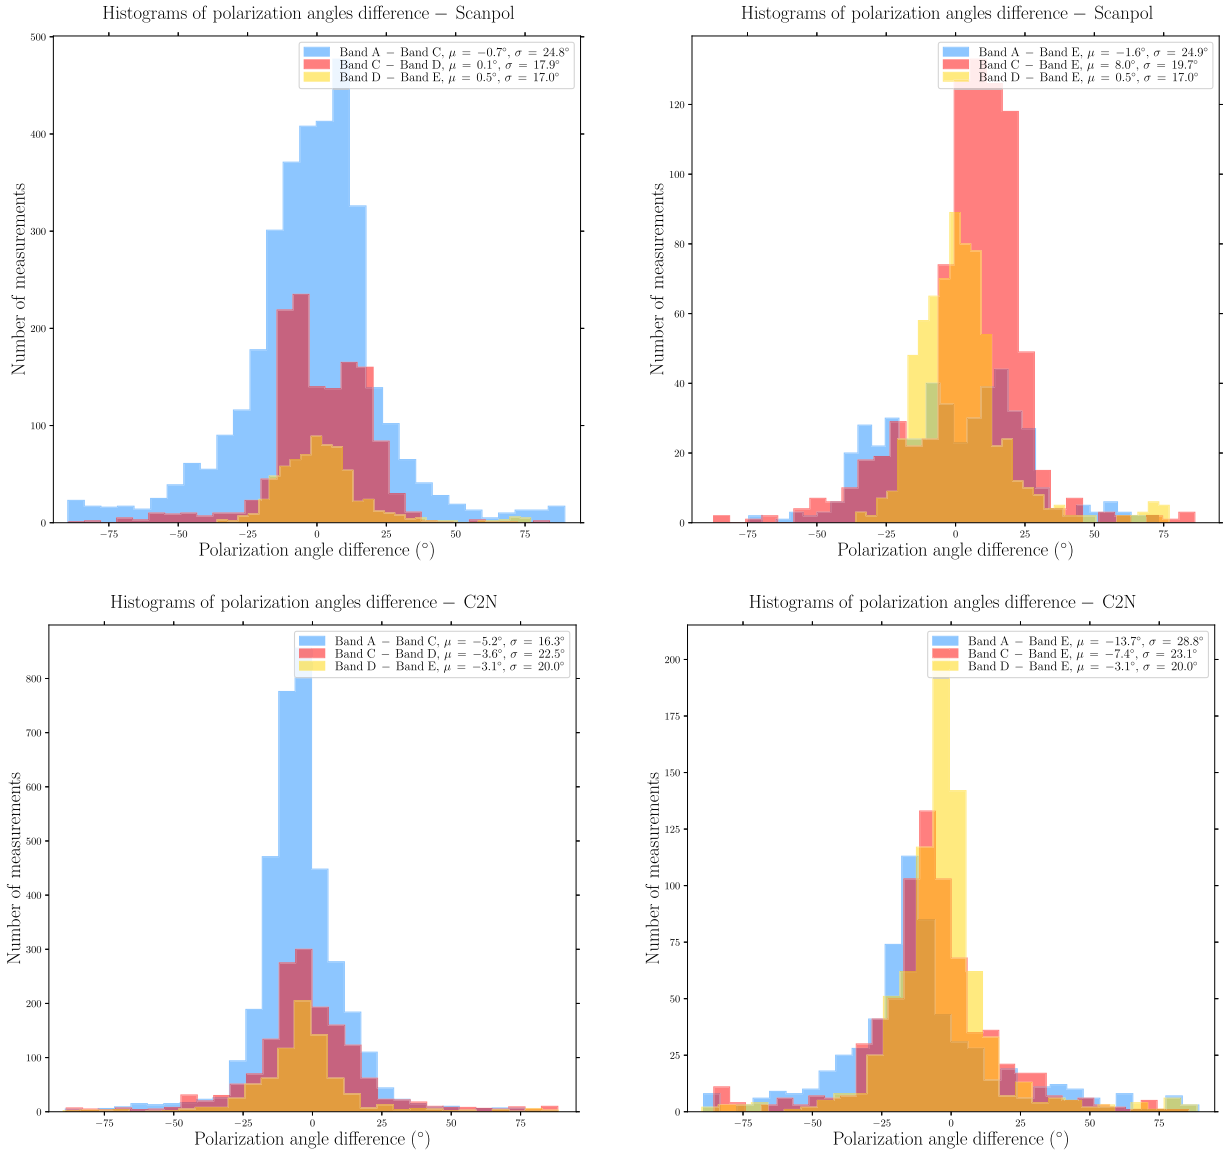 Histograms of polarization angles difference − Scanpol
Band A − Band C, μ = −0.7°, σ = 24.8°
Band C − Band D, μ = 0.1°, σ = 17.9°
Band D − Band E, μ = 0.5°, σ = 17.0°
Number of measurements
500
400
300
200
100
0
−75 −50 −25 0 25 50 75
Polarization angle difference (°)
Histograms of polarization angles difference − Scanpol
Band A − Band E, μ = −1.6°, σ = 24.9°
Band C − Band E, μ = 8.0°, σ = 19.7°
Band D − Band E, μ = 0.5°, σ = 17.0°
Number of measurements
120
100
80
60
40
20
0
−75 −50 −25 0 25 50 75
Polarization angle difference (°)
Histograms of polarization angles difference − C2N
Band A − Band C, μ = −5.2°, σ = 16.3°
Band C − Band D, μ = −3.6°, σ = 22.5°
Band D − Band E, μ = −3.1°, σ = 20.0°
Number of measurements
800
700
600
500
400
300
200
100
0
−75 −50 −25 0 25 50 75
Polarization angle difference (°)
Histograms of polarization angles difference − C2N
Band A − Band E, μ = −13.7°, σ = 28.8°
Band C − Band E, μ = −7.4°, σ = 23.1°
Band D − Band E, μ = −3.1°, σ = 20.0°
Number of measurements
200
175
150
125
100
75
50
25
0
−75 −50 −25 0 25 50 75
Polarization angle difference (°)